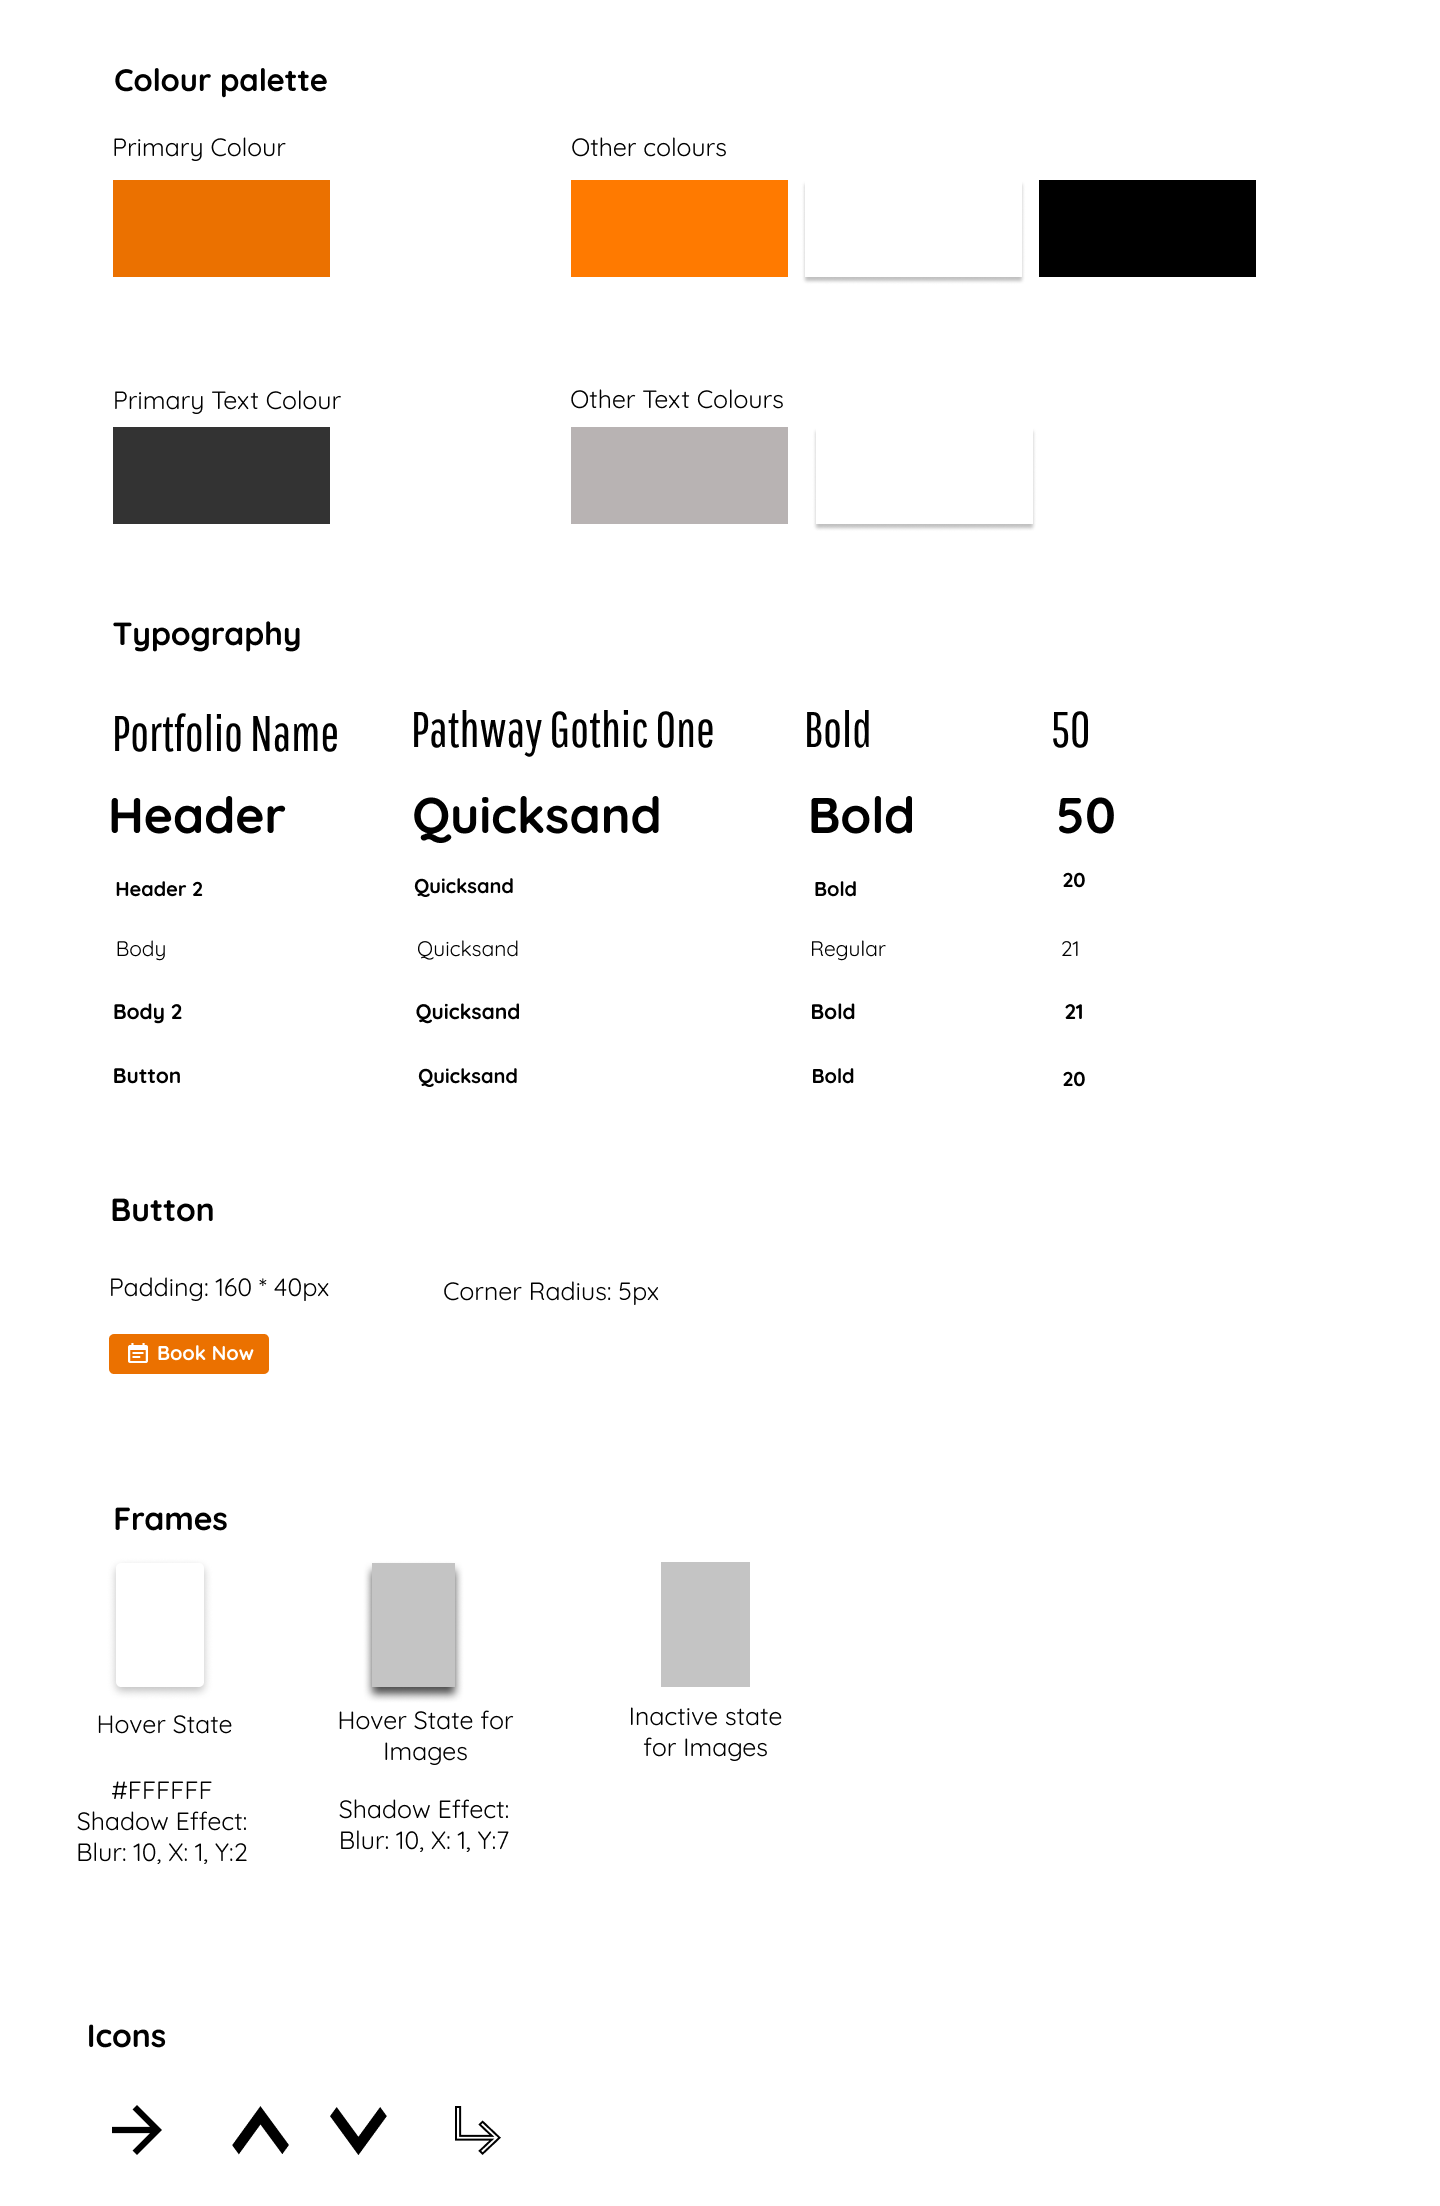 Colour palette
Primary Colour
Other colours
Primary Text Colour
Other Text Colours
Typography
Portfolio Name Pathway Gothic One Bold 50
Header Quicksand Bold 50
Header 2 Quicksand Bold 20
Body Quicksand Regular 21
Body 2 Quicksand Bold 21
Button Quicksand Bold 20
Button
Padding: 160 * 40px
Corner Radius: 5px
Book Now
Frames
Hover State
#FFFFFF
Shadow Effect:
Blur: 10, X: 1, Y:2
Hover State for
Images
Shadow Effect:
Blur: 10, X: 1, Y:7
Inactive state
for Images
Icons